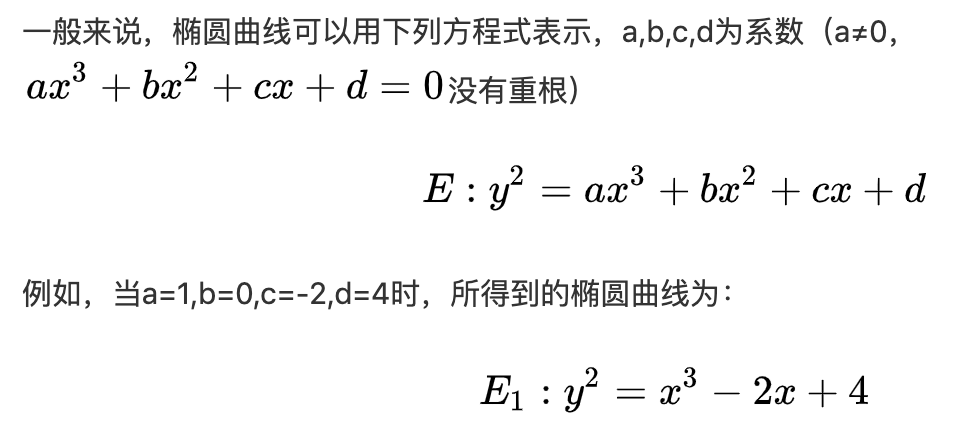 一般来说，椭圆曲线可以用下列方程式表示，a,b,c,d为系数（a≠0，
ax³ + bx² + cx + d = 0没有重根）
E : y² = ax³ + bx² + cx + d
例如，当a=1,b=0,c=-2,d=4时，所得到的椭圆曲线为：
E₁ : y² = x³ − 2x + 4